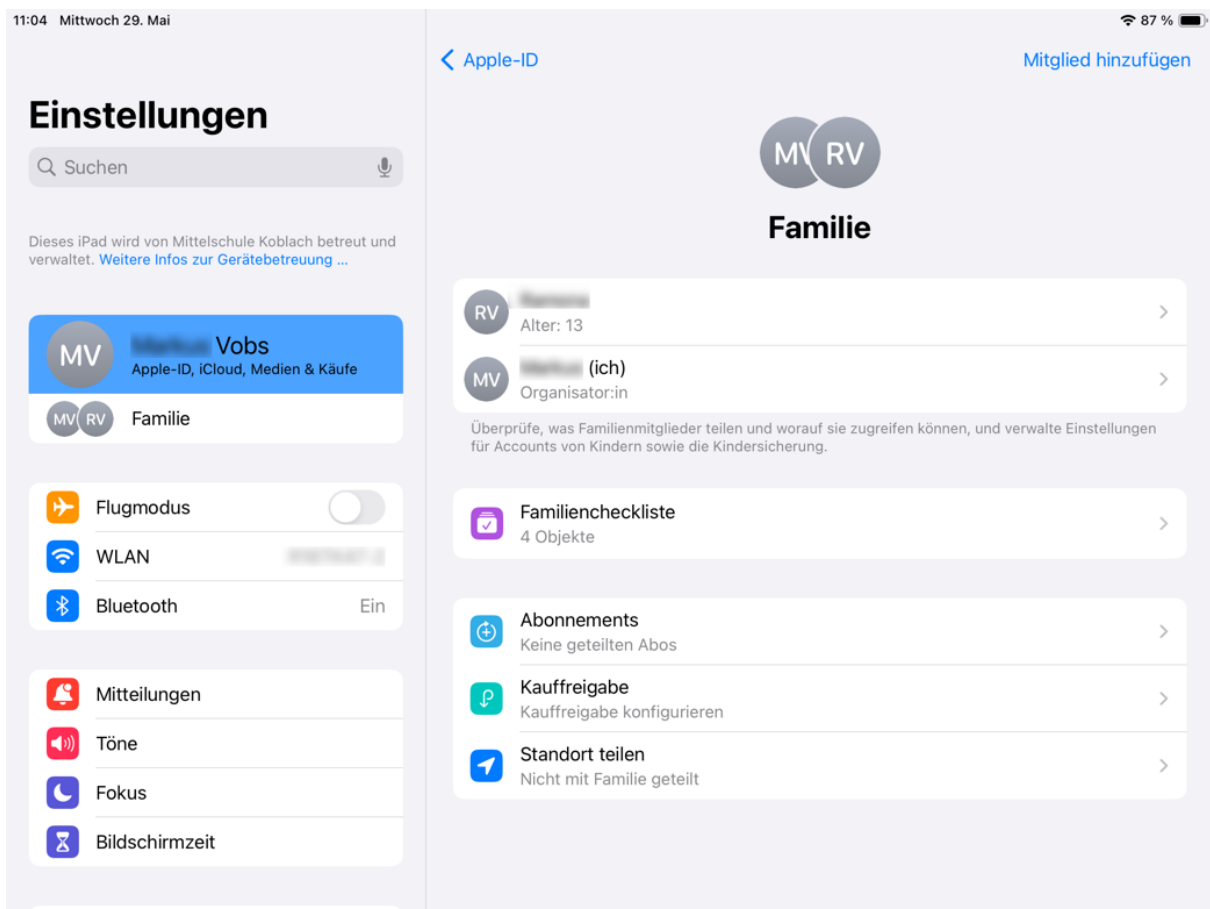 11:04 Mittwoch 29. Mai
87 %
Einstellungen
Suchen
Dieses iPad wird von Mittelschule Koblach betreut und
verwaltet. Weitere Infos zur Gerätebetreuung ...
MV
Vobs
Apple-ID, iCloud, Medien & Käufe
MV RV
Familie
Flugmodus
WLAN
Bluetooth Ein
Mitteilungen
Töne
Fokus
Bildschirmzeit
Apple-ID
Mitglied hinzufügen
RV
Familie
RV
Alter: 13
MV
(ich)
Organisator:in
Überprüfe, was Familienmitglieder teilen und worauf sie zugreifen können, und verwalte Einstellungen
für Accounts von Kindern sowie die Kindersicherung.
Familiencheckliste
4 Objekte
Abonnements
Keine geteilten Abos
Kauffreigabe
Kauffreigabe konfigurieren
Standort teilen
Nicht mit Familie geteilt